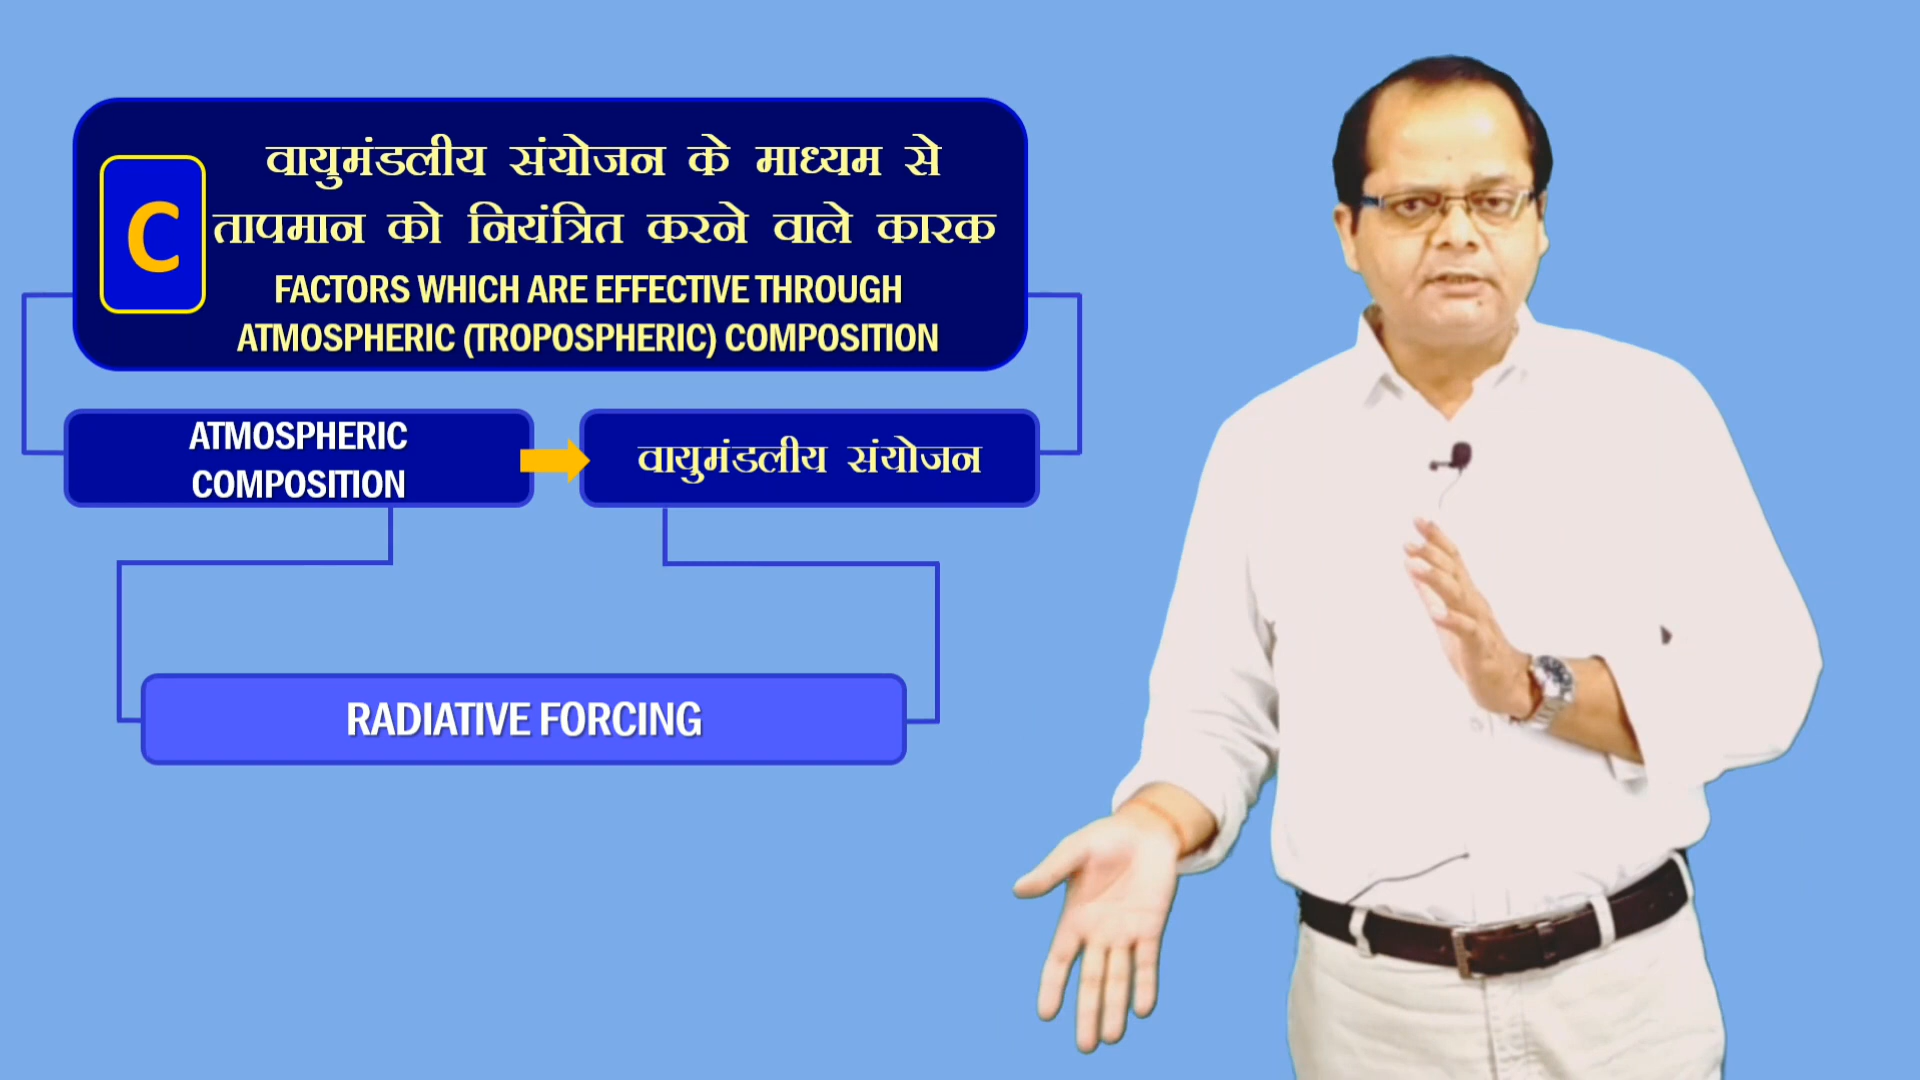 C
वायुमंडलीय संयोजन के माध्यम से
तापमान को नियंत्रित करने वाले कारक
FACTORS WHICH ARE EFFECTIVE THROUGH
ATMOSPHERIC (TROPOSPHERIC) COMPOSITION
ATMOSPHERIC
COMPOSITION
वायुमंडलीय संयोजन
RADIATIVE FORCING